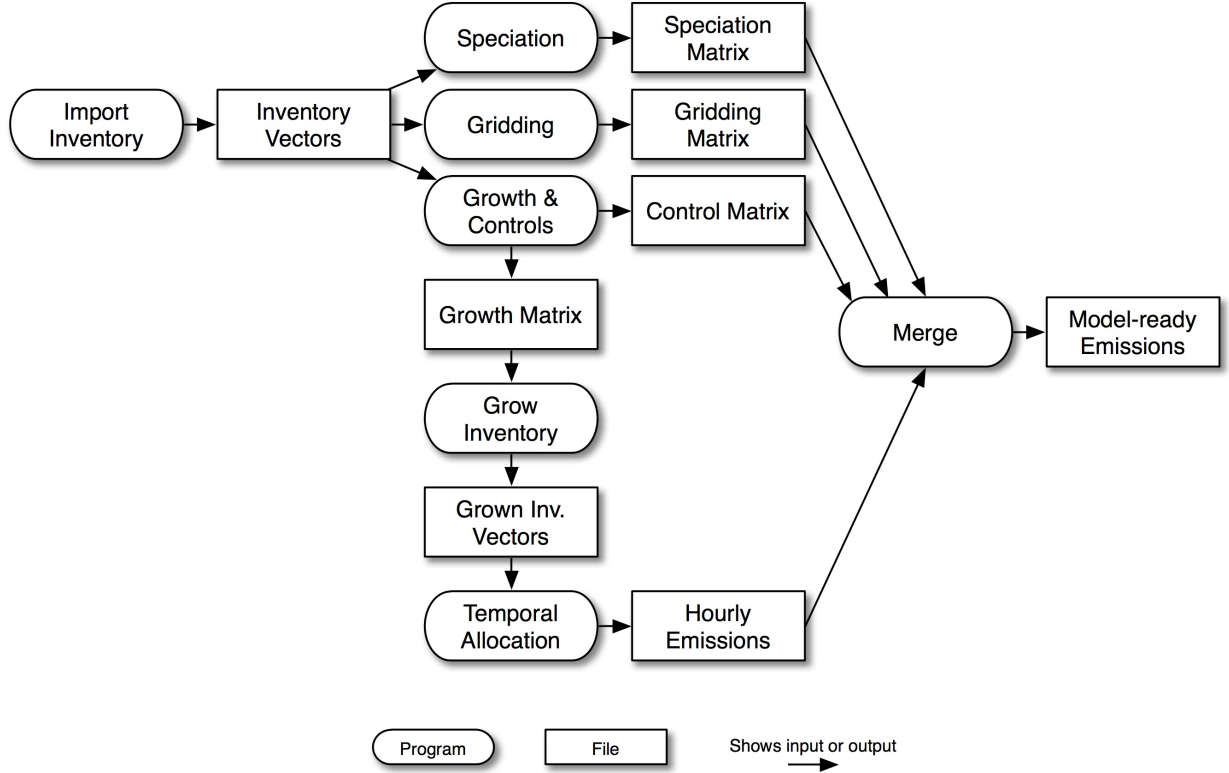 Speciation
Speciation
Matrix
Import
Inventory
Inventory
Vectors
Gridding
Gridding
Matrix
Growth &
Controls
Control Matrix
Growth Matrix
Merge
Model-ready
Emissions
Grow
Inventory
Grown Inv.
Vectors
Temporal
Allocation
Hourly
Emissions
Program
File
Shows input or output